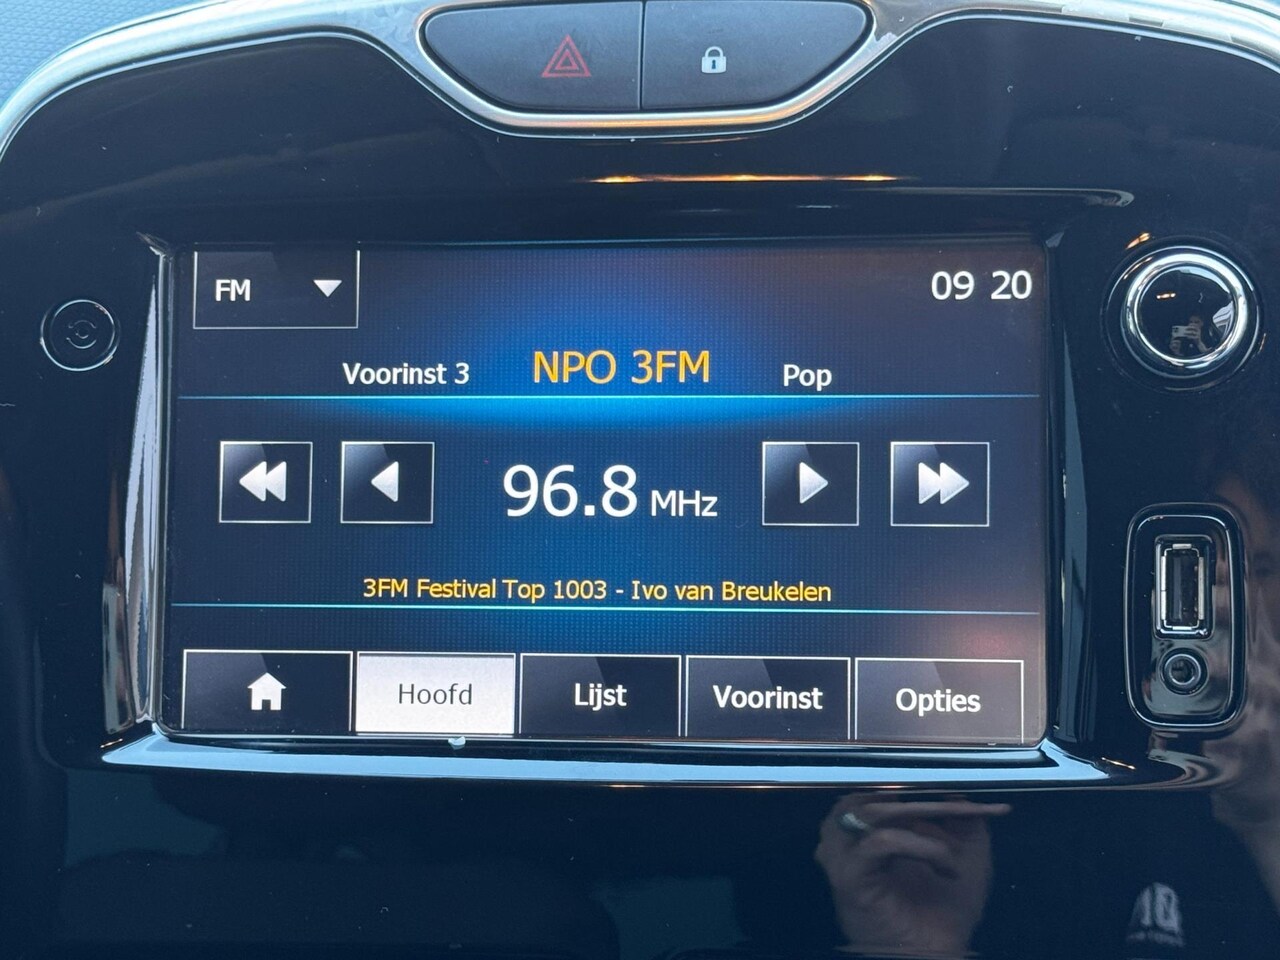 FM
09 20
Voorinst 3
NPO 3FM
Pop
96.8 MHz
3FM Festival Top 1003 - Ivo van Breukelen
Hoofd
Lijst
Voorinst
Opties